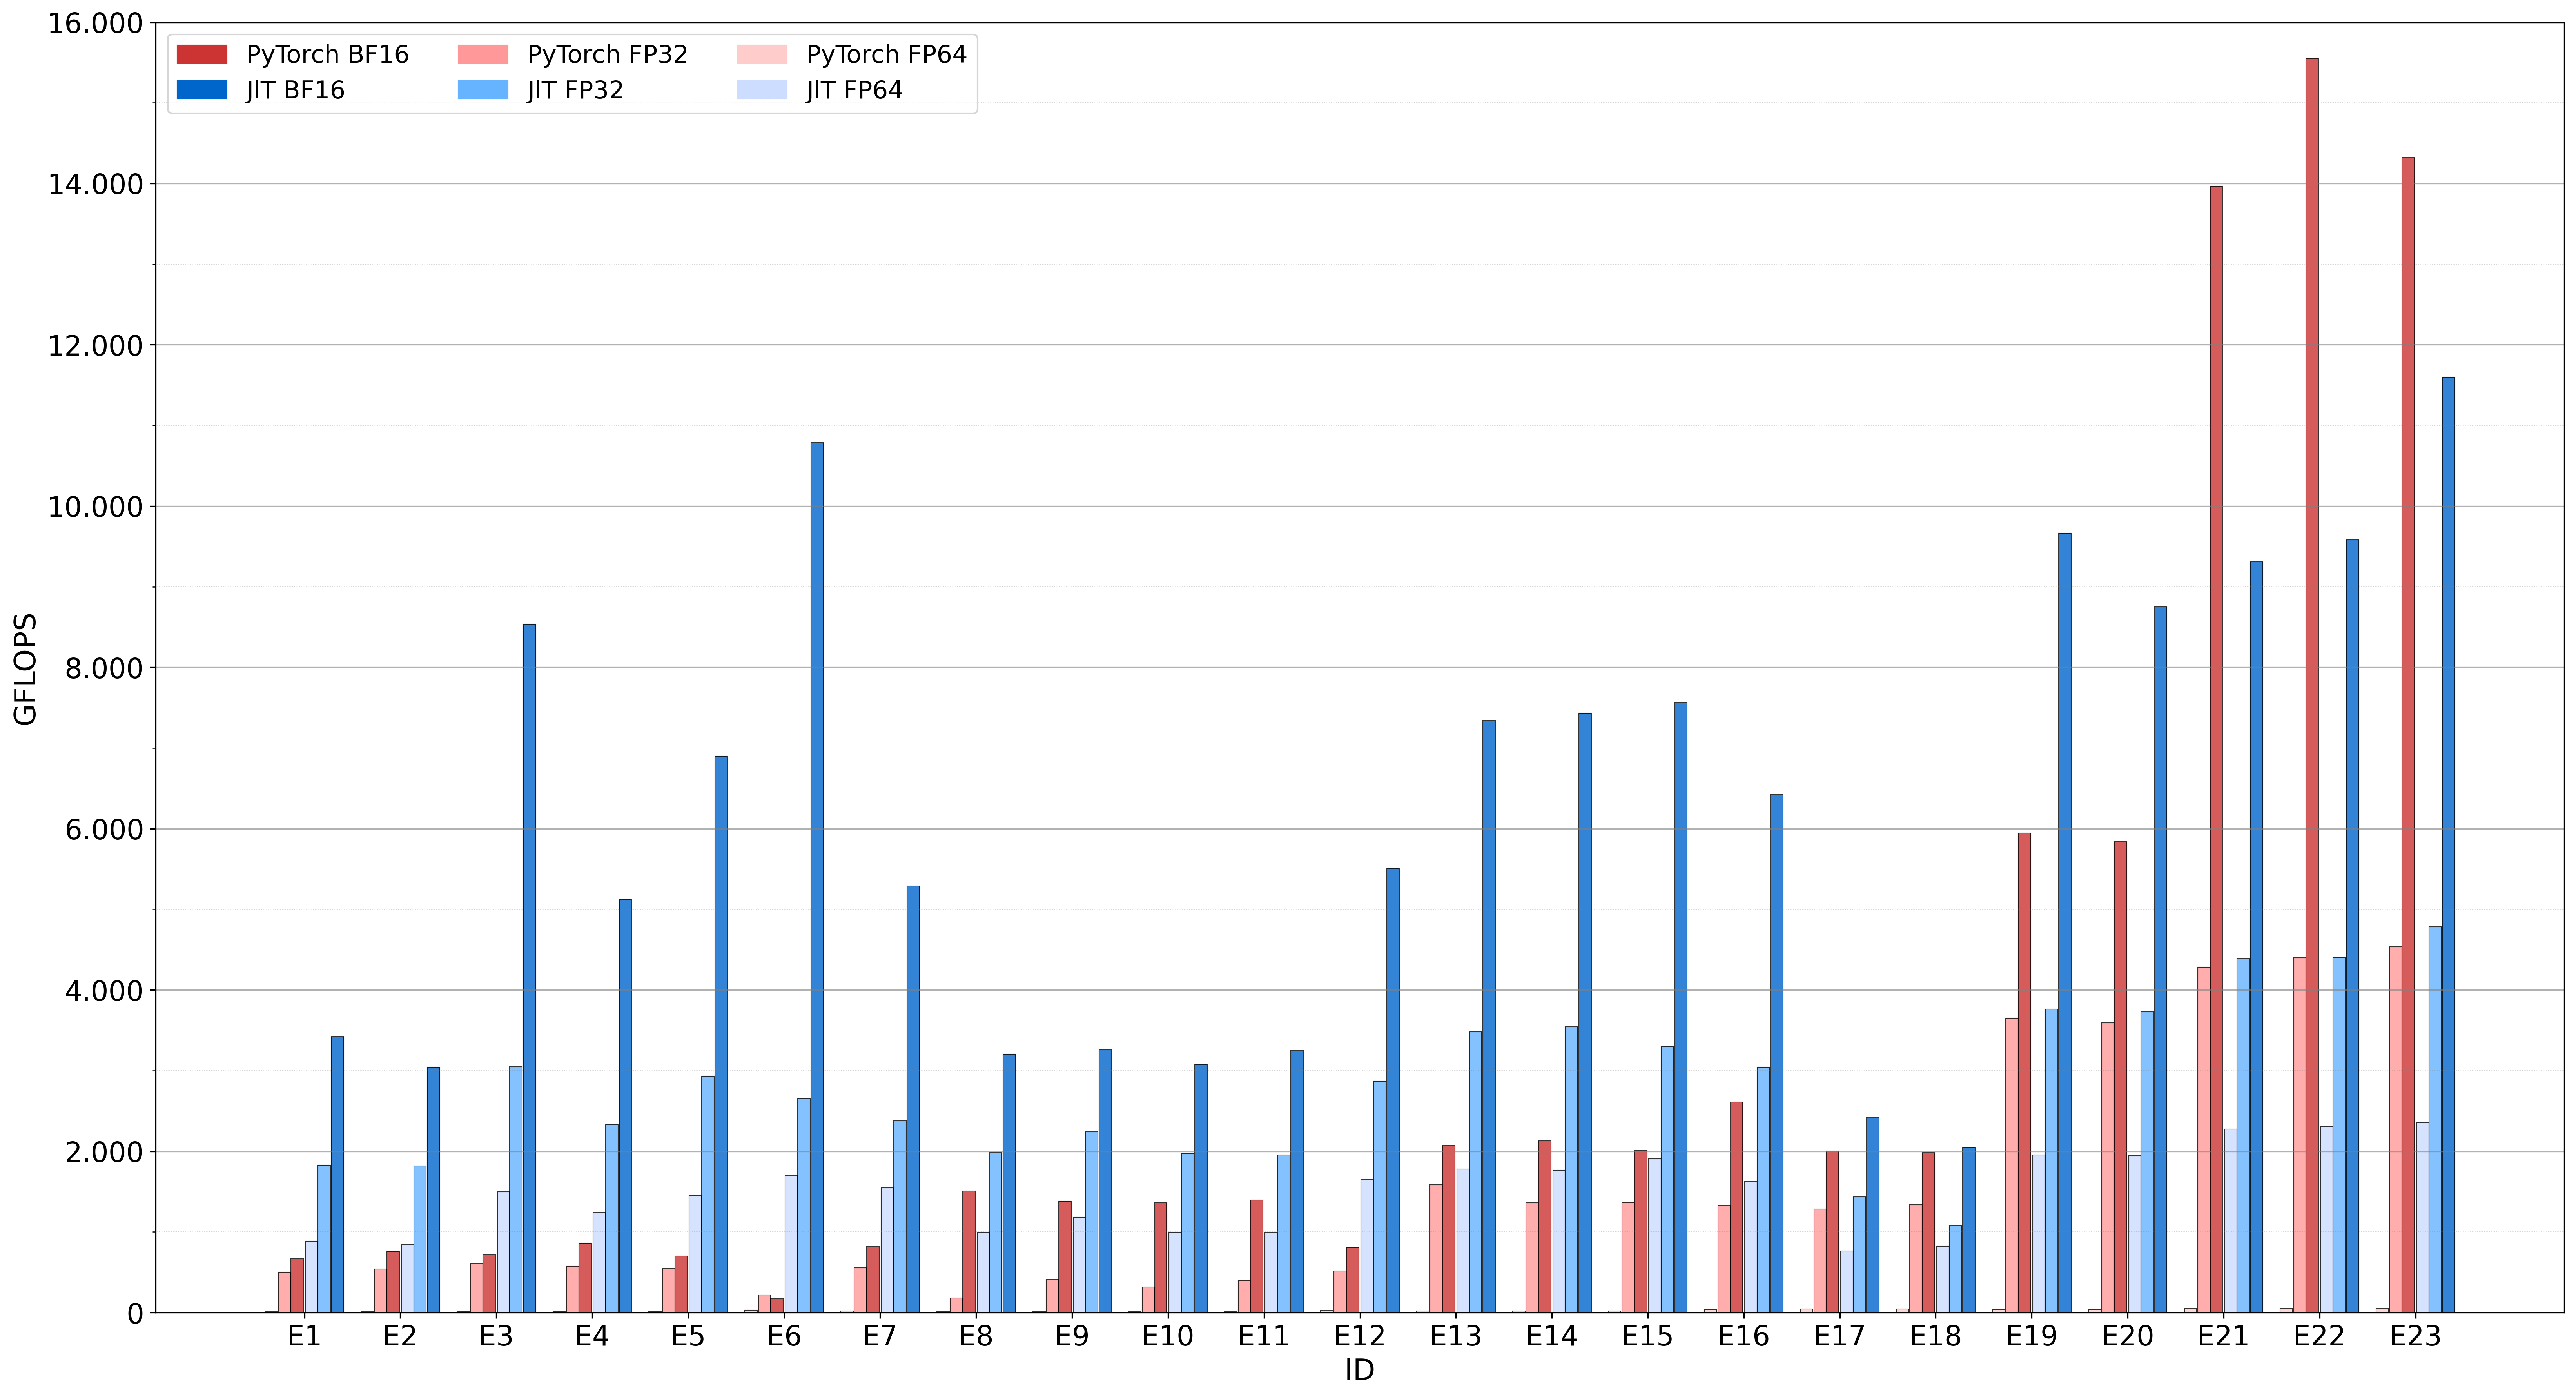 16.000
14.000
12.000
10.000
8.000
6.000
4.000
2.000
0
GFLOPS
PyTorch BF16 PyTorch FP32 PyTorch FP64
JIT BF16 JIT FP32 JIT FP64
E1 E2 E3 E4 E5 E6 E7 E8 E9 E10 E11 E12 E13 E14 E15 E16 E17 E18 E19 E20 E21 E22 E23
ID